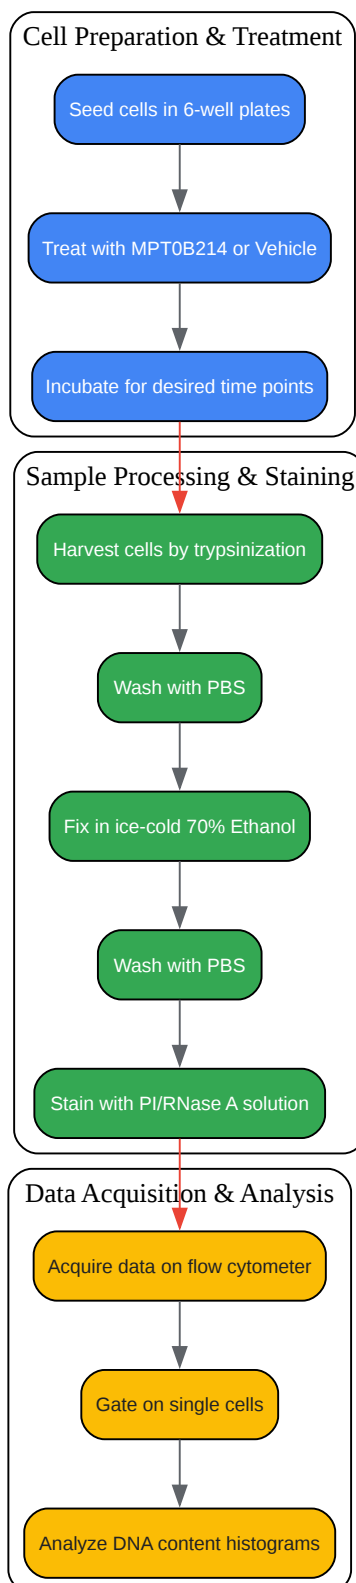 Cell Preparation & Treatment
Seed cells in 6-well plates
Treat with MPT0B214 or Vehicle
Incubate for desired time points
Sample Processing & Staining
Harvest cells by trypsinization
Wash with PBS
Fix in ice-cold 70% Ethanol
Wash with PBS
Stain with PI/RNase A solution
Data Acquisition & Analysis
Acquire data on flow cytometer
Gate on single cells
Analyze DNA content histograms